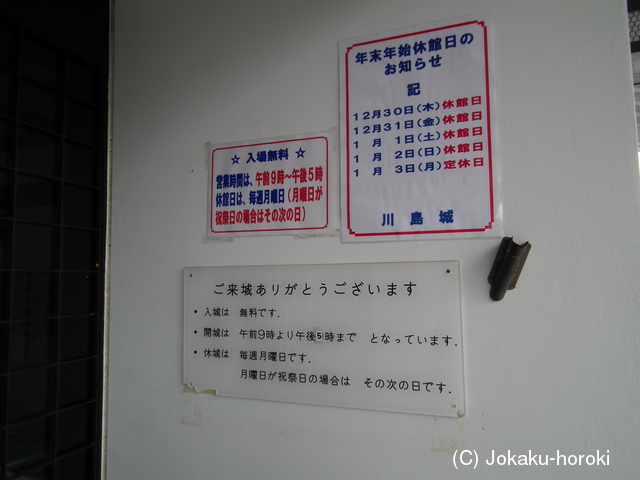 年末年始休館日の
お知らせ
記
12月30日(木)休館日
12月31日(金)休館日
1月 1日(土)休館日
1月 2日(日)休館日
1月 3日(月)定休日
川島城
☆ 入場無料 ☆
営業時間は、午前9時～午後5時
休館日は、毎週月曜日(月曜日が
祝祭日の場合はその次の日)
ご来城ありがとうございます
• 入城は 無料です.
• 開城は 午前9時より午後5時まで となっています.
• 休城は 毎週月曜日です.
月曜日が祝祭日の場合は その次の日です.
(C) Jokaku-horoki